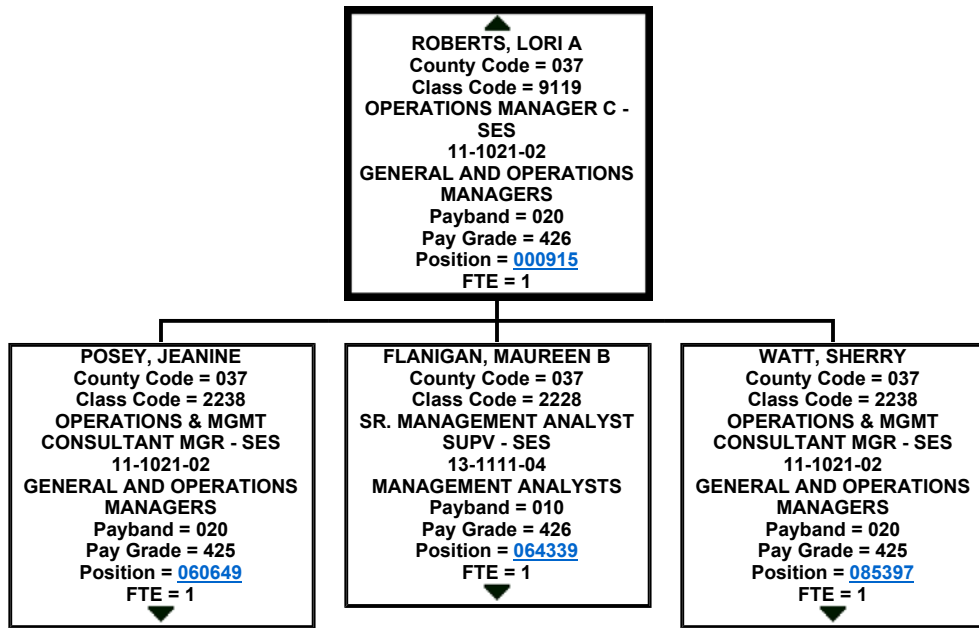 ROBERTS, LORI A
County Code = 037
Class Code = 9119
OPERATIONS MANAGER C -
SES
11-1021-02
GENERAL AND OPERATIONS
MANAGERS
Payband = 020
Pay Grade = 426
Position = 000915
FTE = 1
POSEY, JEANINE
County Code = 037
Class Code = 2238
OPERATIONS & MGMT
CONSULTANT MGR - SES
11-1021-02
GENERAL AND OPERATIONS
MANAGERS
Payband = 020
Pay Grade = 425
Position = 060649
FTE = 1
FLANIGAN, MAUREEN B
County Code = 037
Class Code = 2228
SR. MANAGEMENT ANALYST
SUPV - SES
13-1111-04
MANAGEMENT ANALYSTS
Payband = 010
Pay Grade = 426
Position = 064339
FTE = 1
WATT, SHERRY
County Code = 037
Class Code = 2238
OPERATIONS & MGMT
CONSULTANT MGR - SES
11-1021-02
GENERAL AND OPERATIONS
MANAGERS
Payband = 020
Pay Grade = 425
Position = 085397
FTE = 1